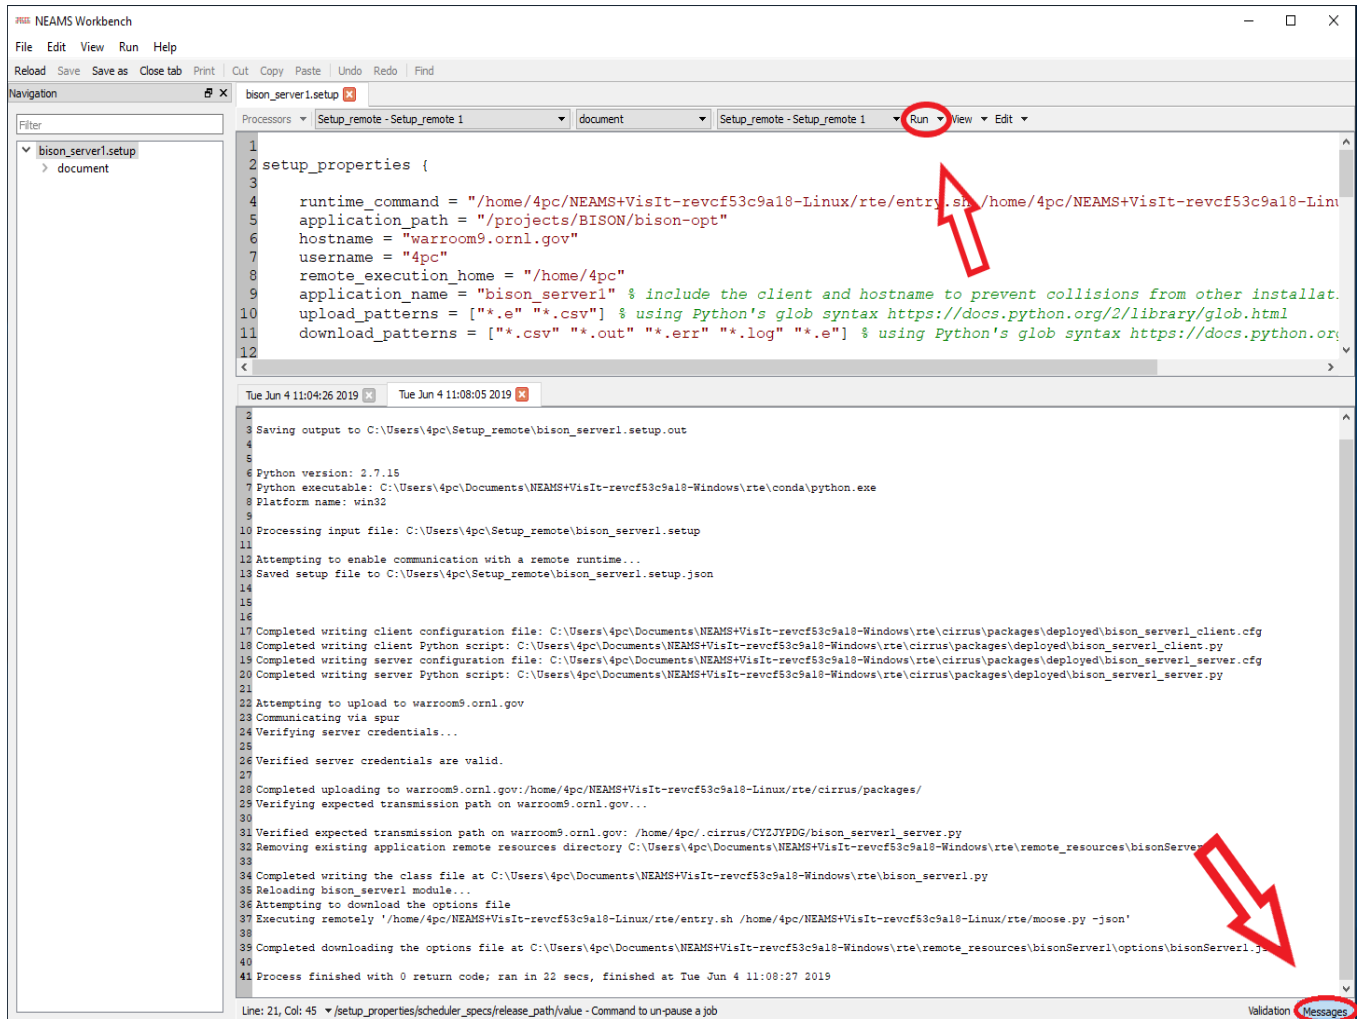 NEAMS Workbench
File Edit View Run Help
Reload Save Save as Close tab Print Cut Copy Paste Undo Redo Find
Navigation
bison_server1.setup
Filter
Processors Setup_remote - Setup_remote 1 document Setup_remote - Setup_remote 1 Run View Edit
bison_server1.setup
document
1
2 setup_properties {
3
4 runtime_command = "/home/4pc/NEAMS+VisIt-revcf53c9a18-Linux/rte/entry.sh /home/4pc/NEAMS+VisIt-revcf53c9a18-Linu
5 application_path = "/projects/BISON/bison-opt"
6 hostname = "warroom9.ornl.gov"
7 username = "4pc"
8 remote_execution_home = "/home/4pc"
9 application_name = "bison_server1" % include the client and hostname to prevent collisions from other installat
10 upload_patterns = ["*.e" "*.csv"] % using Python's glob syntax https://docs.python.org/2/library/glob.html
11 download_patterns = ["*.csv" "*.out" "*.err" "*.log" "*.e"] % using Python's glob syntax https://docs.python.org
12
Tue Jun 4 11:04:26 2019 Tue Jun 4 11:08:05 2019
2
3 Saving output to C:\Users\4pc\Setup_remote\bison_server1.setup.out
4
5
6 Python version: 2.7.15
7 Python executable: C:\Users\4pc\Documents\NEAMS+VisIt-revcf53c9a18-Windows\rte\conda\python.exe
8 Platform name: win32
9
10 Processing input file: C:\Users\4pc\Setup_remote\bison_server1.setup
11
12 Attempting to enable communication with a remote runtime...
13 Saved setup file to C:\Users\4pc\Setup_remote\bison_server1.setup.json
14
15
16
17 Completed writing client configuration file: C:\Users\4pc\Documents\NEAMS+VisIt-revcf53c9a18-Windows\rte\cirrus\packages\deployed\bison_server1_client.cfg
18 Completed writing client Python script: C:\Users\4pc\Documents\NEAMS+VisIt-revcf53c9a18-Windows\rte\cirrus\packages\deployed\bison_server1_client.py
19 Completed writing server configuration file: C:\Users\4pc\Documents\NEAMS+VisIt-revcf53c9a18-Windows\rte\cirrus\packages\deployed\bison_server1_server.cfg
20 Completed writing server Python script: C:\Users\4pc\Documents\NEAMS+VisIt-revcf53c9a18-Windows\rte\cirrus\packages\deployed\bison_server1_server.py
21
22 Attempting to upload to warroom9.ornl.gov
23 Communicating via spur
24 Verifying server credentials...
25
26 Verified server credentials are valid.
27
28 Completed uploading to warroom9.ornl.gov:/home/4pc/NEAMS+VisIt-revcf53c9a18-Linux/rte/cirrus/packages/
29 Verifying expected transmission path on warroom9.ornl.gov...
30
31 Verified expected transmission path on warroom9.ornl.gov: /home/4pc/.cirrus/CYZJYPDG/bison_server1_server.py
32 Removing existing application remote resources directory C:\Users\4pc\Documents\NEAMS+VisIt-revcf53c9a18-Windows\rte\remote_resources\bisonServer
33
34 Completed writing the class file at C:\Users\4pc\Documents\NEAMS+VisIt-revcf53c9a18-Windows\rte\bison_server1.py
35 Reloading bison_server1 module...
36 Attempting to download the options file
37 Executing remotely '/home/4pc/NEAMS+VisIt-revcf53c9a18-Linux/rte/entry.sh /home/4pc/NEAMS+VisIt-revcf53c9a18-Linux/rte/moose.py -json'
38
39 Completed downloading the options file at C:\Users\4pc\Documents\NEAMS+VisIt-revcf53c9a18-Windows\rte\remote_resources\bisonServer1\options\bisonServer1.j
40
41 Process finished with 0 return code; ran in 22 secs, finished at Tue Jun 4 11:08:27 2019
Line: 21, Col: 45 /setup_properties/scheduler_specs/release_path/value - Command to un-pause a job Validation Messages